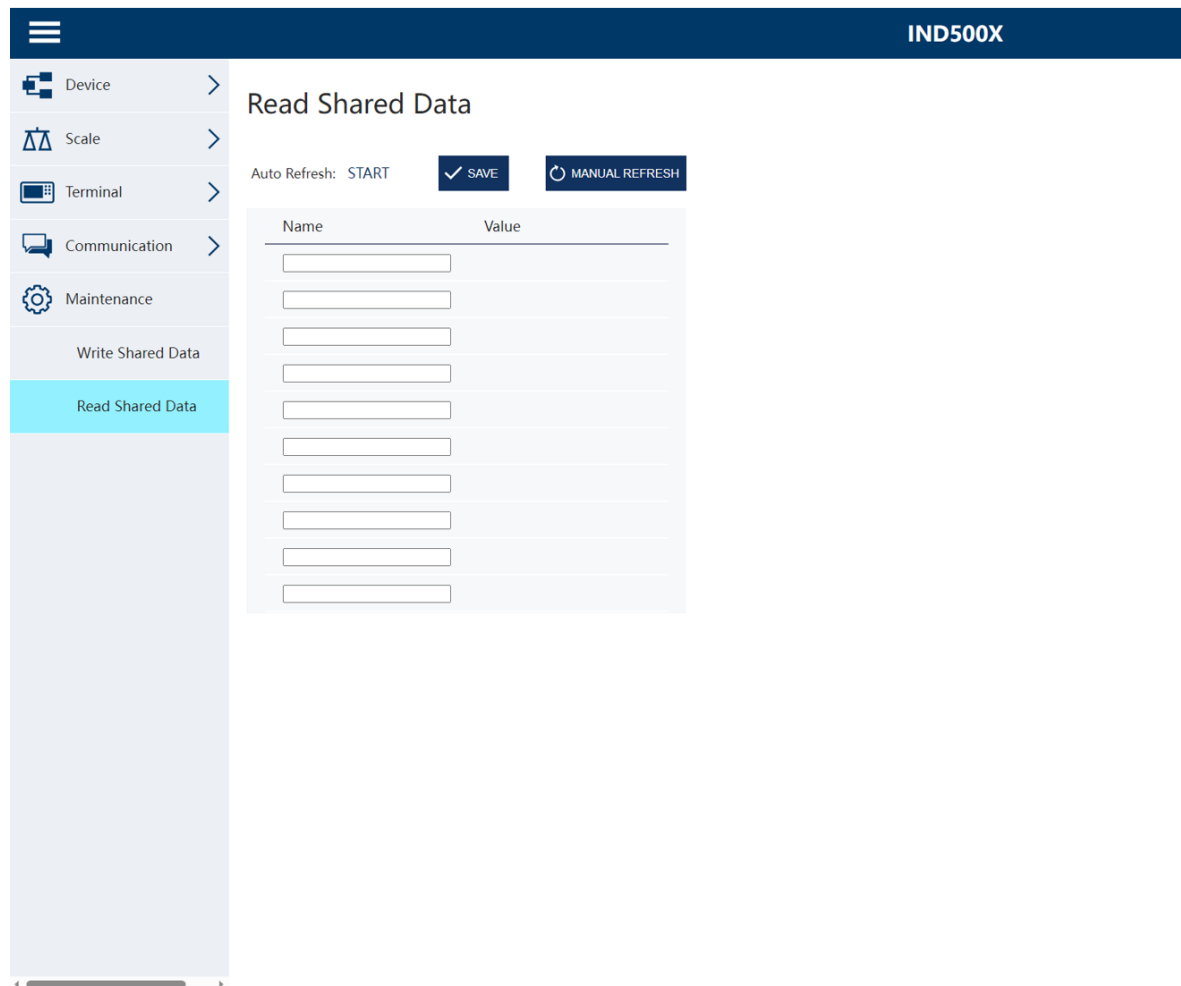 IND500X
Device
Scale
Terminal
Communication
Maintenance
Write Shared Data
Read Shared Data
Read Shared Data
Auto Refresh: START SAVE MANUAL REFRESH
Name Value